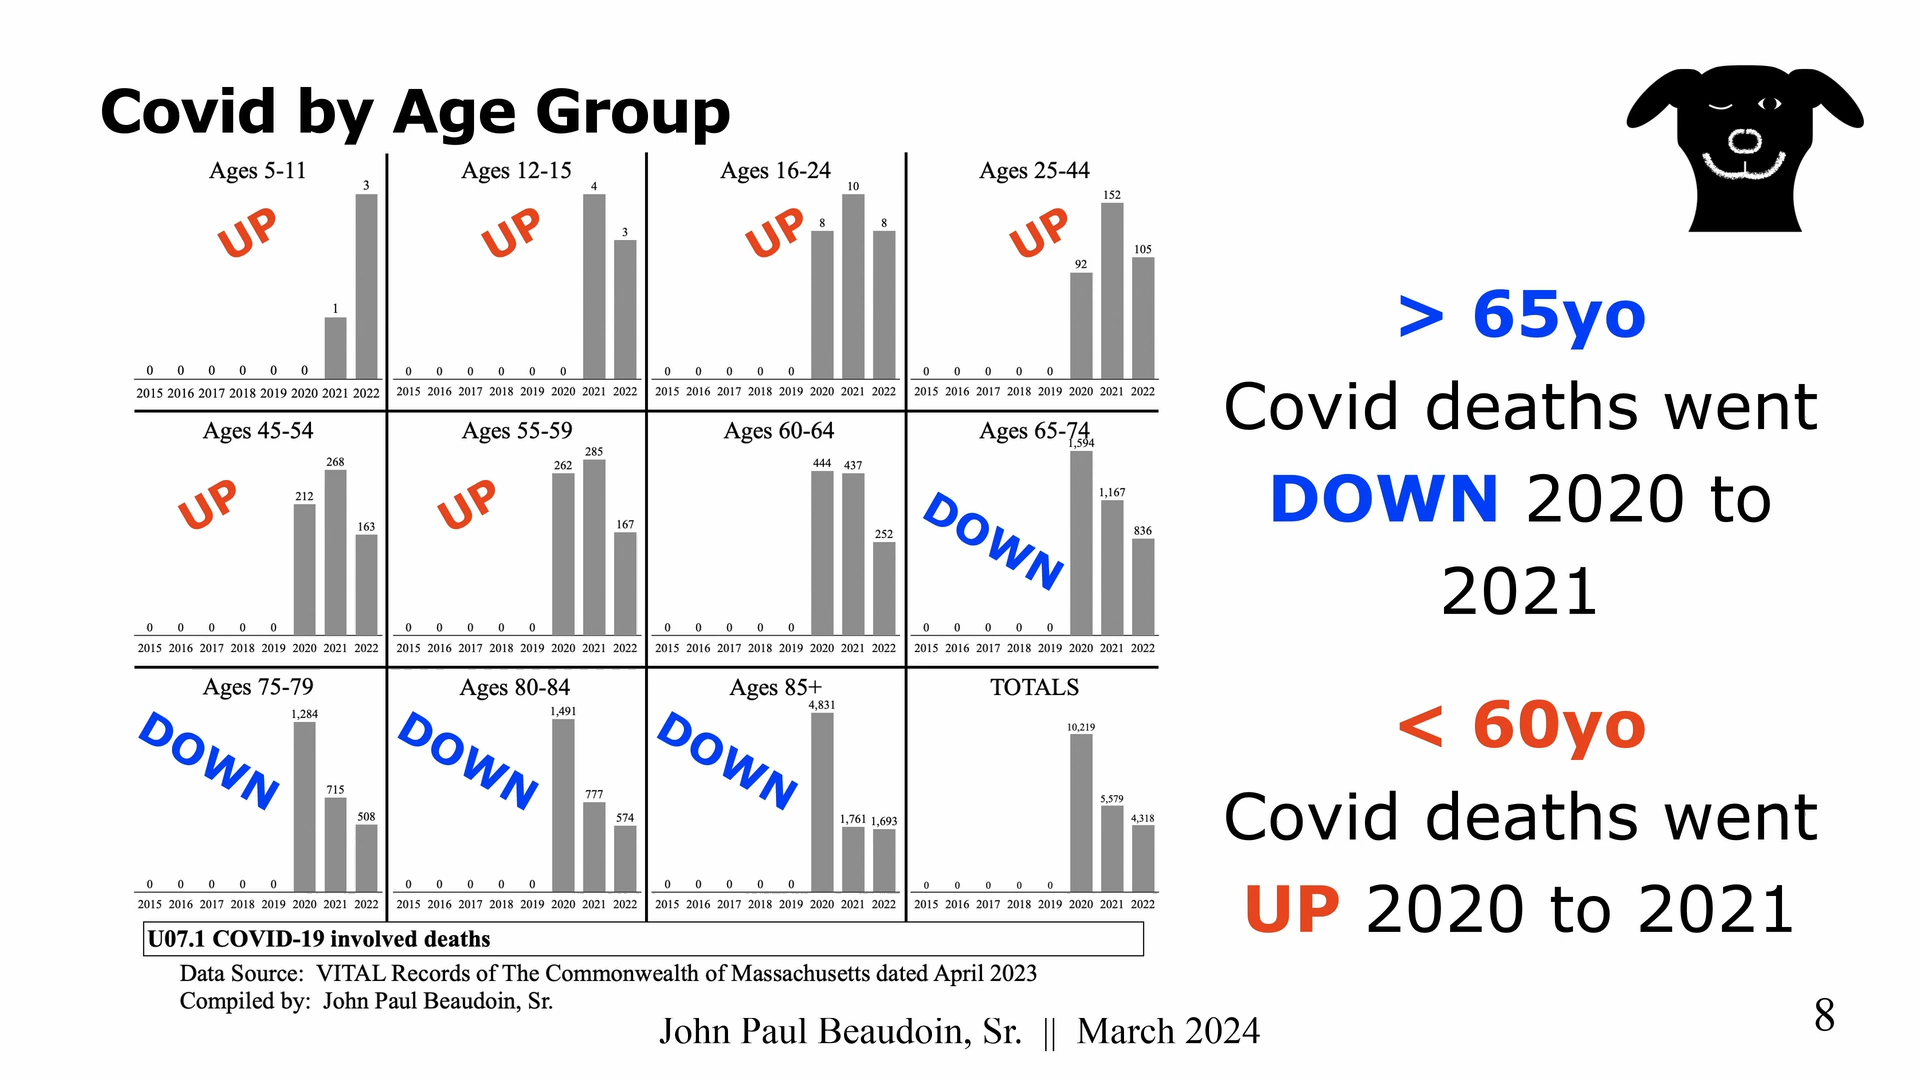 Covid by Age Group
Ages 5-11
UP
3
1
0 0 0 0 0 0
2015 2016 2017 2018 2019 2020 2021 2022
Ages 12-15
UP
4
3
0 0 0 0 0 0
2015 2016 2017 2018 2019 2020 2021 2022
Ages 16-24
UP
8 10 8
0 0 0 0 0
2015 2016 2017 2018 2019 2020 2021 2022
Ages 25-44
UP
92 152 105
0 0 0 0 0
2015 2016 2017 2018 2019 2020 2021 2022
Ages 45-54
UP
212 268 163
0 0 0 0 0
2015 2016 2017 2018 2019 2020 2021 2022
Ages 55-59
UP
262 285 167
0 0 0 0 0
2015 2016 2017 2018 2019 2020 2021 2022
Ages 60-64
444 437 252
0 0 0 0 0
2015 2016 2017 2018 2019 2020 2021 2022
Ages 65-74
DOWN
1,594 1,167 836
0 0 0 0 0
2015 2016 2017 2018 2019 2020 2021 2022
Ages 75-79
DOWN
1,284 715 508
0 0 0 0 0
2015 2016 2017 2018 2019 2020 2021 2022
Ages 80-84
DOWN
1,491 777 574
0 0 0 0 0
2015 2016 2017 2018 2019 2020 2021 2022
Ages 85+
DOWN
4,831 1,761 1,693
0 0 0 0 0
2015 2016 2017 2018 2019 2020 2021 2022
TOTALS
10,219 5,579 4,318
0 0 0 0 0
2015 2016 2017 2018 2019 2020 2021 2022
U07.1 COVID-19 involved deaths
Data Source: VITAL Records of The Commonwealth of Massachusetts dated April 2023
Compiled by: John Paul Beaudoin, Sr.
> 65yo
Covid deaths went
DOWN 2020 to
2021
< 60yo
Covid deaths went
UP 2020 to 2021
John Paul Beaudoin, Sr. || March 2024
8